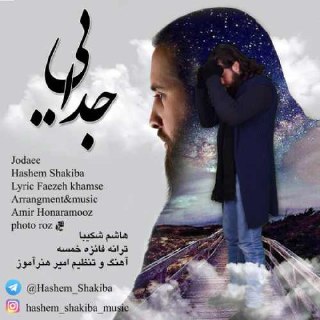 جدایی
Jodaee
Hashem Shakiba
Lyric Faezeh khamse
Arrangment&music
Amir Honaramooz
photo roz
هاشم شکیبا
ترانه فائزه خمسه
آهنگ و تنظیم امیر هنرآموز
@Hashem_Shakiba
hashem_shakiba_music